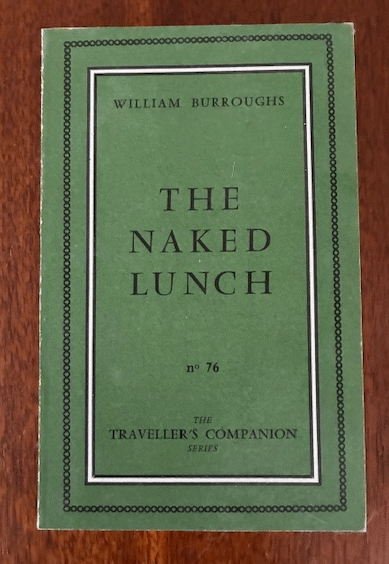 WILLIAM BURROUGHS
THE
NAKED
LUNCH
nº 76
THE
TRAVELLER'S COMPANION
SERIES